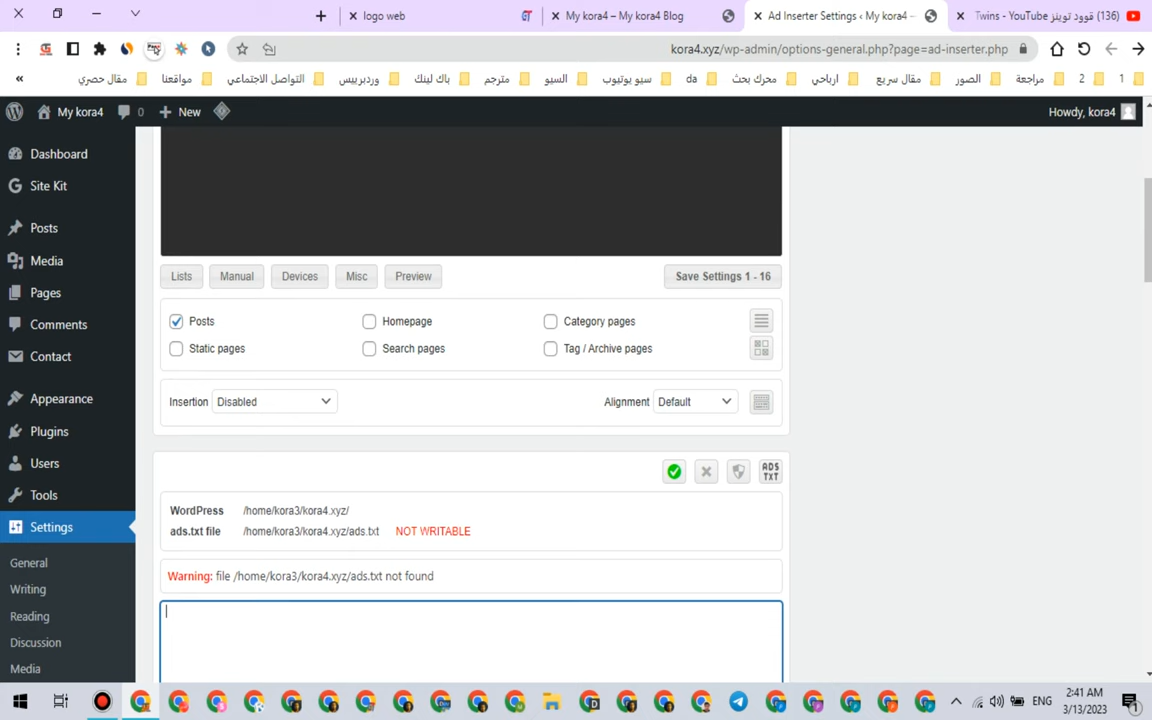 logo web
My kora4 – My kora4 Blog
Ad Inserter Settings ‹ My kora4 –
(136) قوود توينز Twins - YouTube
kora4.xyz/wp-admin/options-general.php?page=ad-inserter.php
«
مقال حصري
مواقعنا
التواصل الاجتماعي
وردبريس
باك لينك
مترجم
السيو
سيو يوتيوب
da
محرك بحث
ارباحي
مقال سريع
الصور
مراجعة
2
1
My kora4
0
New
Howdy, kora4
Dashboard
Site Kit
Posts
Media
Pages
Comments
Contact
Appearance
Plugins
Users
Tools
Settings
General
Writing
Reading
Discussion
Media
Lists
Manual
Devices
Misc
Preview
Save Settings 1 - 16
Posts
Homepage
Category pages
Static pages
Search pages
Tag / Archive pages
Insertion Disabled
Alignment Default
ADS
TXT
WordPress /home/kora3/kora4.xyz/
ads.txt file /home/kora3/kora4.xyz/ads.txt NOT WRITABLE
Warning: file /home/kora3/kora4.xyz/ads.txt not found
ENG
2:41 AM
3/13/2023
1